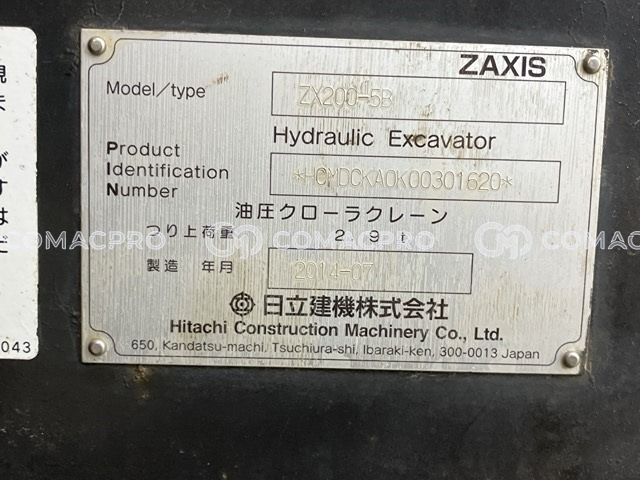 ZAXIS
Model/type ZX200-5B
Hydraulic Excavator
Product
Identification
Number *HCMDCKA0K00301620*
油圧クローラクレーン
つり上荷重 2.9t
製造 年月 2014-07
日立建機株式会社
Hitachi Construction Machinery Co., Ltd.
650, Kandatsu-machi, Tsuchiura-shi, Ibaraki-ken, 300-0013 Japan
043
COMACPRO COMACPRO COMACPRO